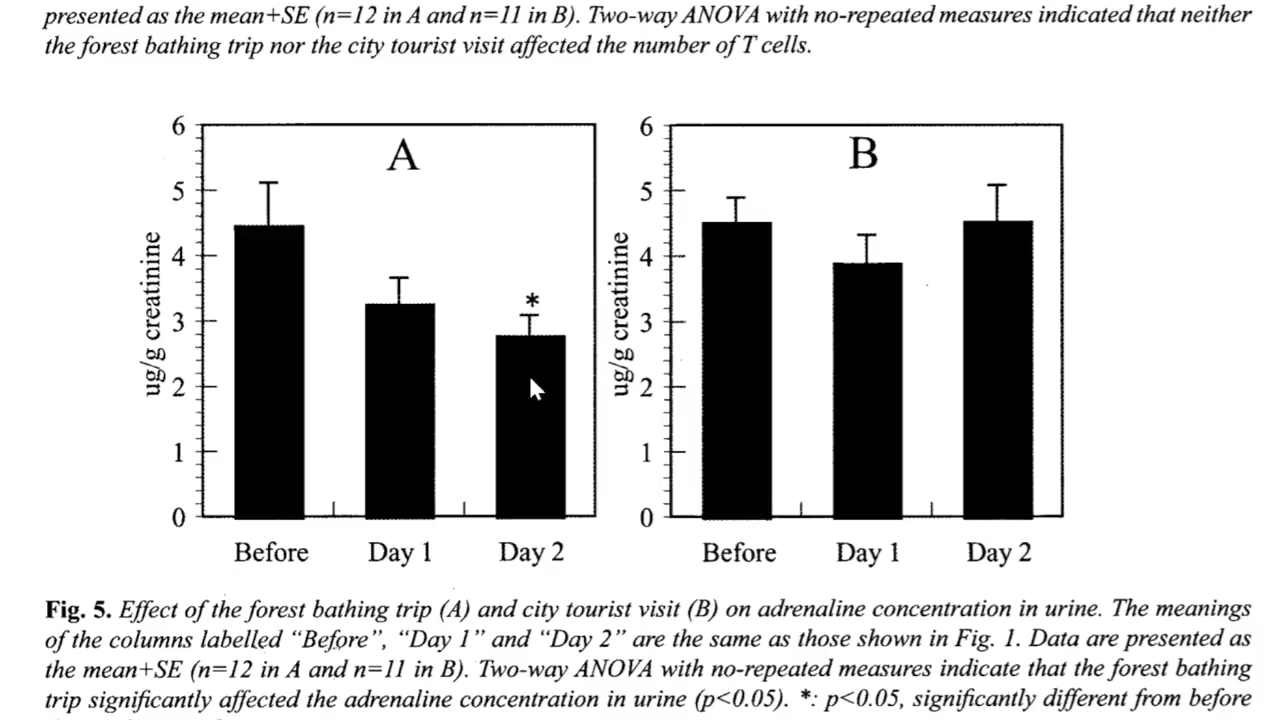 presented as the mean+SE (n=12 in A and n=11 in B). Two-way ANOVA with no-repeated measures indicated that neither
the forest bathing trip nor the city tourist visit affected the number of T cells.
6
5
4
3
2
1
0
ug/g creatinine
A
*
Before Day 1 Day 2
6
5
4
3
2
1
0
ug/g creatinine
B
Before Day 1 Day 2
Fig. 5. Effect of the forest bathing trip (A) and city tourist visit (B) on adrenaline concentration in urine. The meanings
of the columns labelled "Before", "Day 1" and "Day 2" are the same as those shown in Fig. 1. Data are presented as
the mean+SE (n=12 in A and n=11 in B). Two-way ANOVA with no-repeated measures indicate that the forest bathing
trip significantly affected the adrenaline concentration in urine (p<0.05). *: p<0.05, significantly different from before